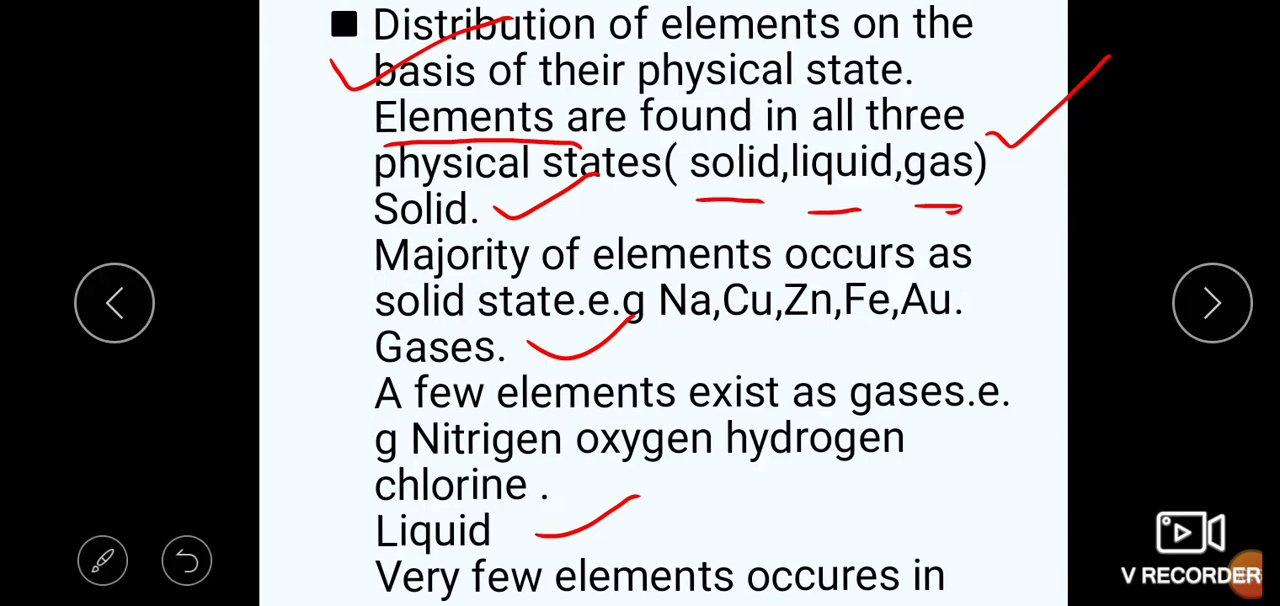 ■ Distribution of elements on the
basis of their physical state.
Elements are found in all three
physical states( solid,liquid,gas)
Solid.
Majority of elements occurs as
solid state.e.g Na,Cu,Zn,Fe,Au.
Gases.
A few elements exist as gases.e.
g Nitrigen oxygen hydrogen
chlorine .
Liquid
Very few elements occures in
V RECORDER